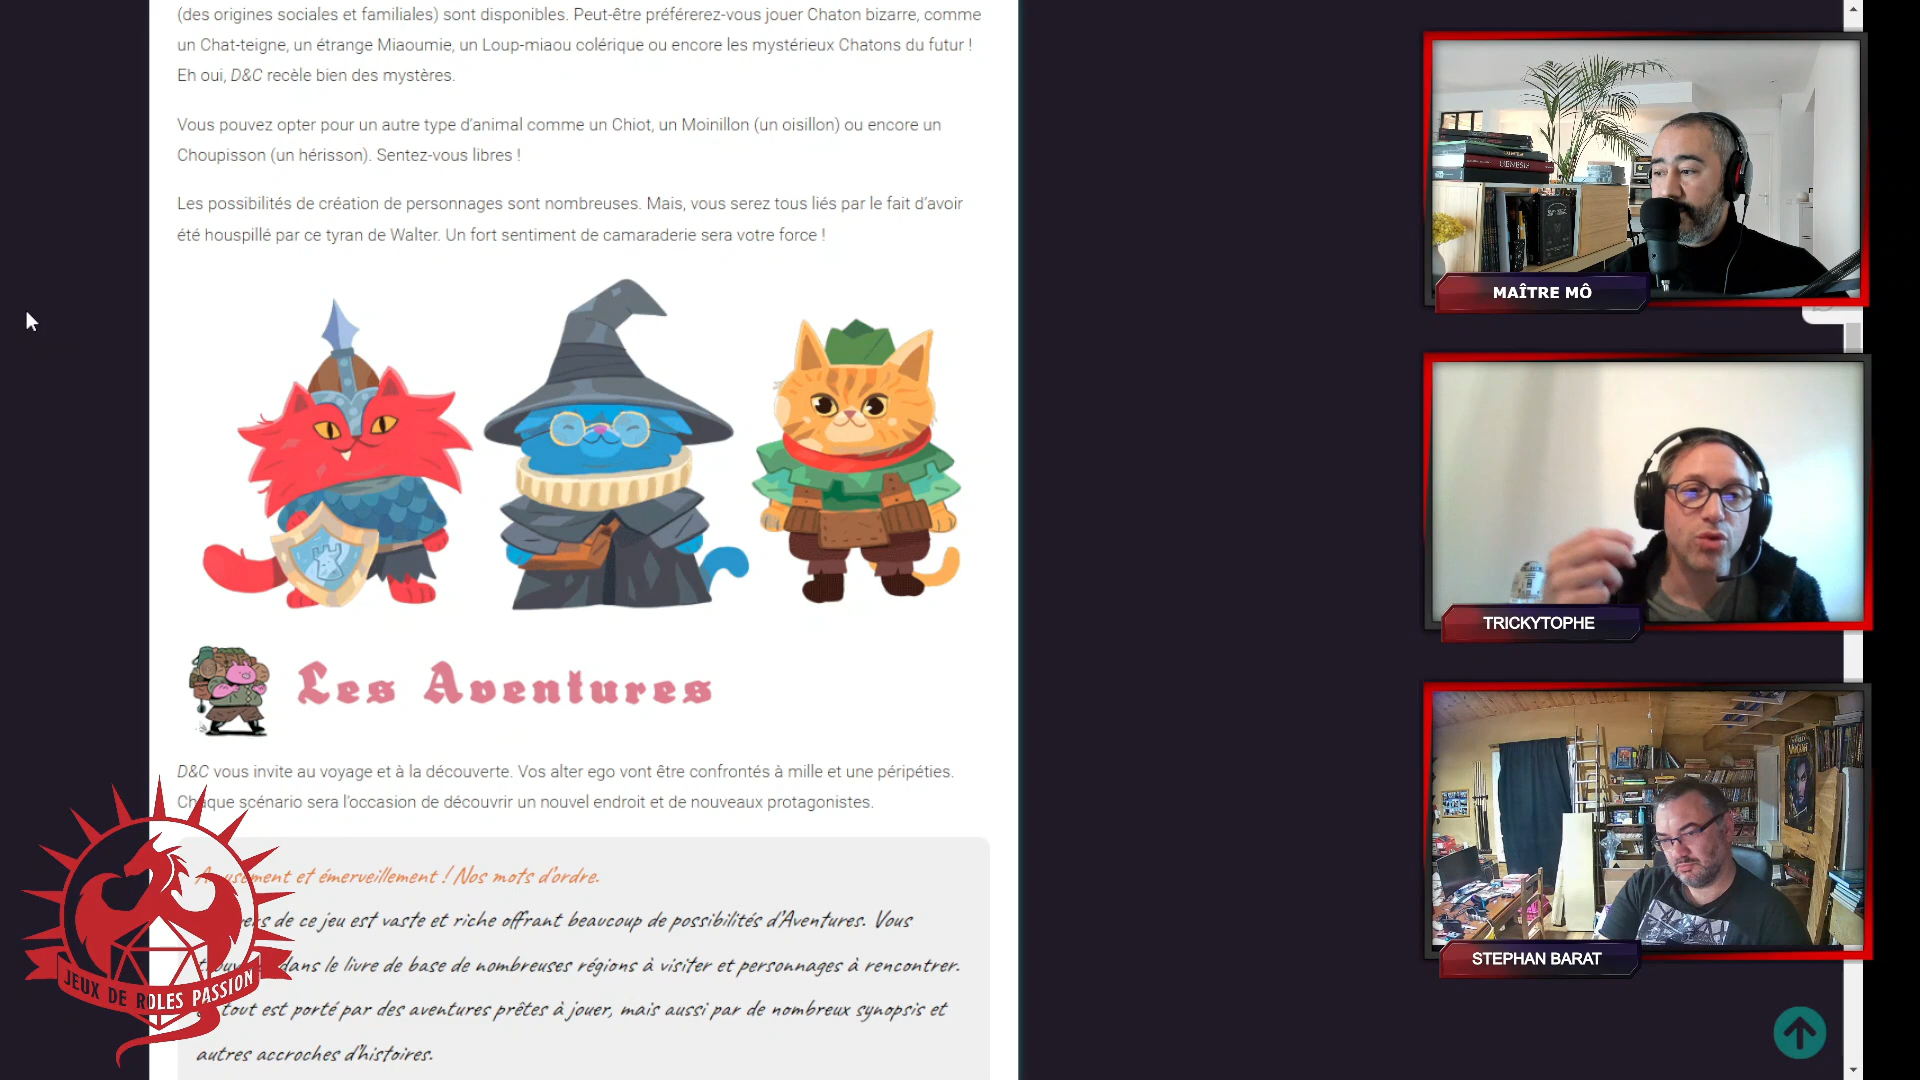 (des origines sociales et familiales) sont disponibles. Peut-être préférerez-vous jouer Chaton bizarre, comme
un Chat-teigne, un étrange Miaoumie, un Loup-miaou colérique ou encore les mystérieux Chatons du futur !
Eh oui, D&C recèle bien des mystères.
Vous pouvez opter pour un autre type d'animal comme un Chiot, un Moinillon (un oisillon) ou encore un
Choupisson (un hérisson). Sentez-vous libres !
Les possibilités de création de personnages sont nombreuses. Mais, vous serez tous liés par le fait d'avoir
été houspillé par ce tyran de Walter. Un fort sentiment de camaraderie sera votre force !
Les Aventures
D&C vous invite au voyage et à la découverte. Vos alter ego vont être confrontés à mille et une péripéties.
Chaque scénario sera l'occasion de découvrir un nouvel endroit et de nouveaux protagonistes.
Amusement et émerveillement ! Nos mots d'ordre.
de ce jeu est vaste et riche offrant beaucoup de possibilités d'Aventures. Vous
dans le livre de base de nombreuses régions à visiter et personnages à rencontrer.
tout est porté par des aventures prêtes à jouer, mais aussi par de nombreux synopsis et
autres accroches d'histoires.
JEUX DE ROLES PASSION
GENESIS
MAÎTRE MÔ
TRICKYTOPHE
STEPHAN BARAT